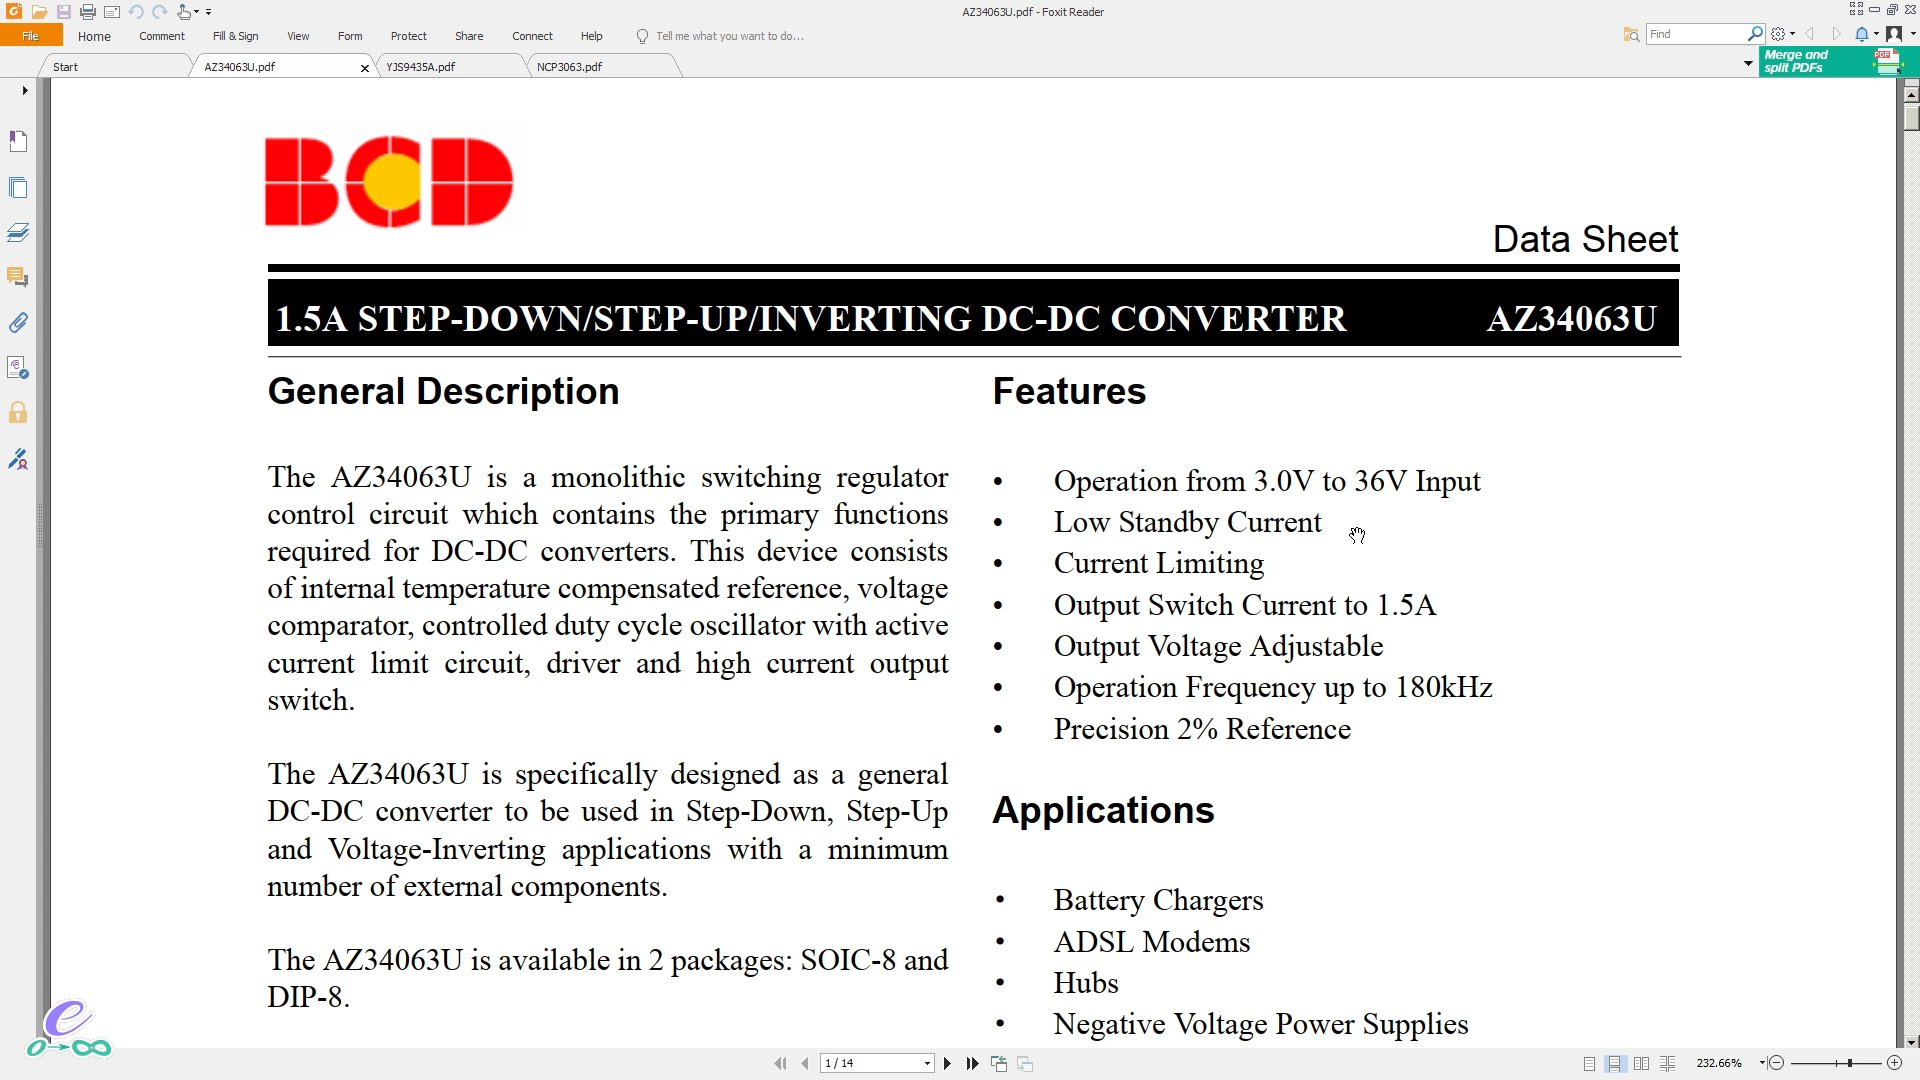 AZ34063U.pdf - Foxit Reader
File Home Comment Fill & Sign View Form Protect Share Connect Help Tell me what you want to do... Find
Start AZ34063U.pdf x YJS9435A.pdf NCP3063.pdf
Merge and
split PDFs
PDF
BCD
Data Sheet
1.5A STEP-DOWN/STEP-UP/INVERTING DC-DC CONVERTER AZ34063U
General Description
The AZ34063U is a monolithic switching regulator
control circuit which contains the primary functions
required for DC-DC converters. This device consists
of internal temperature compensated reference, voltage
comparator, controlled duty cycle oscillator with active
current limit circuit, driver and high current output
switch.
The AZ34063U is specifically designed as a general
DC-DC converter to be used in Step-Down, Step-Up
and Voltage-Inverting applications with a minimum
number of external components.
The AZ34063U is available in 2 packages: SOIC-8 and
DIP-8.
Features
• Operation from 3.0V to 36V Input
• Low Standby Current
• Current Limiting
• Output Switch Current to 1.5A
• Output Voltage Adjustable
• Operation Frequency up to 180kHz
• Precision 2% Reference
Applications
• Battery Chargers
• ADSL Modems
• Hubs
• Negative Voltage Power Supplies
e
1 / 14
232.66%